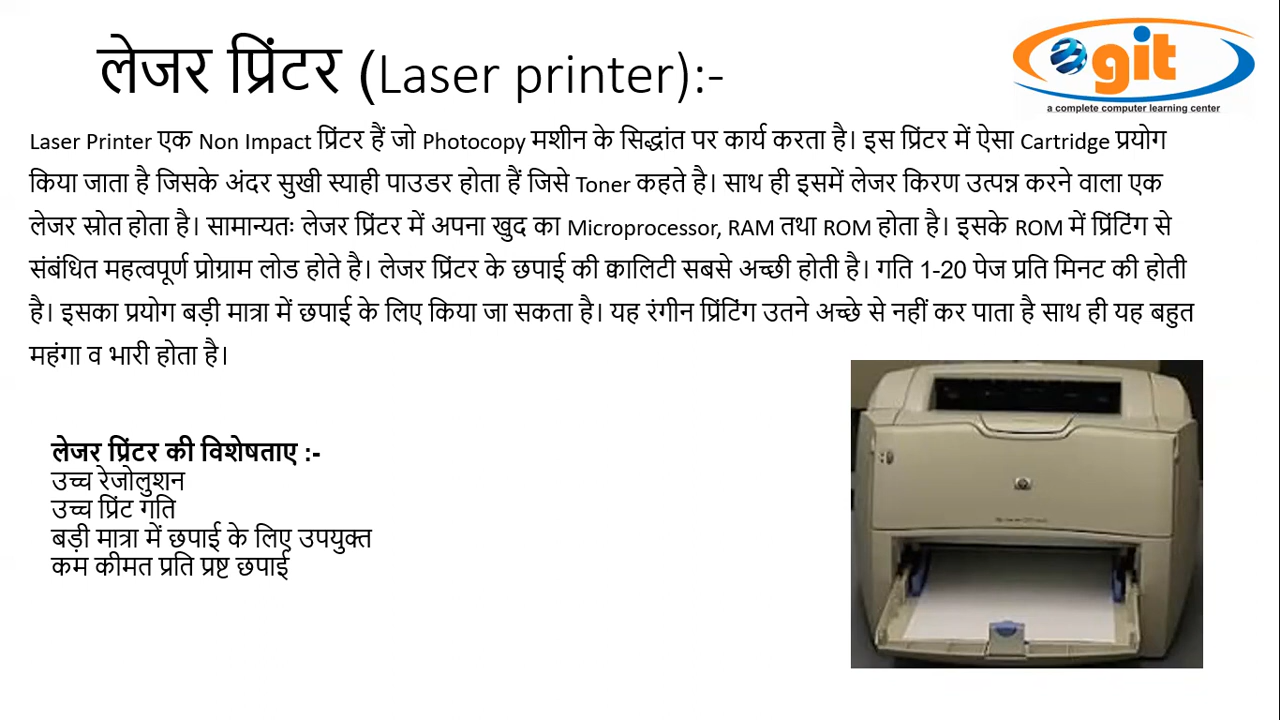 लेजर प्रिंटर (Laser printer):-
egit
a complete computer learning center
Laser Printer एक Non Impact प्रिंटर हैं जो Photocopy मशीन के सिद्धांत पर कार्य करता है। इस प्रिंटर में ऐसा Cartridge प्रयोग
किया जाता है जिसके अंदर सुखी स्याही पाउडर होता हैं जिसे Toner कहते है। साथ ही इसमें लेजर किरण उत्पन्न करने वाला एक
लेजर स्रोत होता है। सामान्यतः लेजर प्रिंटर में अपना खुद का Microprocessor, RAM तथा ROM होता है। इसके ROM में प्रिंटिंग से
संबंधित महत्वपूर्ण प्रोग्राम लोड होते है। लेजर प्रिंटर के छपाई की क्वालिटी सबसे अच्छी होती है। गति 1-20 पेज प्रति मिनट की होती
है। इसका प्रयोग बड़ी मात्रा में छपाई के लिए किया जा सकता है। यह रंगीन प्रिंटिंग उतने अच्छे से नहीं कर पाता है साथ ही यह बहुत
महंगा व भारी होता है।
लेजर प्रिंटर की विशेषताए :-
उच्च रेजोलुशन
उच्च प्रिंट गति
बड़ी मात्रा में छपाई के लिए उपयुक्त
कम कीमत प्रति प्रष्ट छपाई
hp